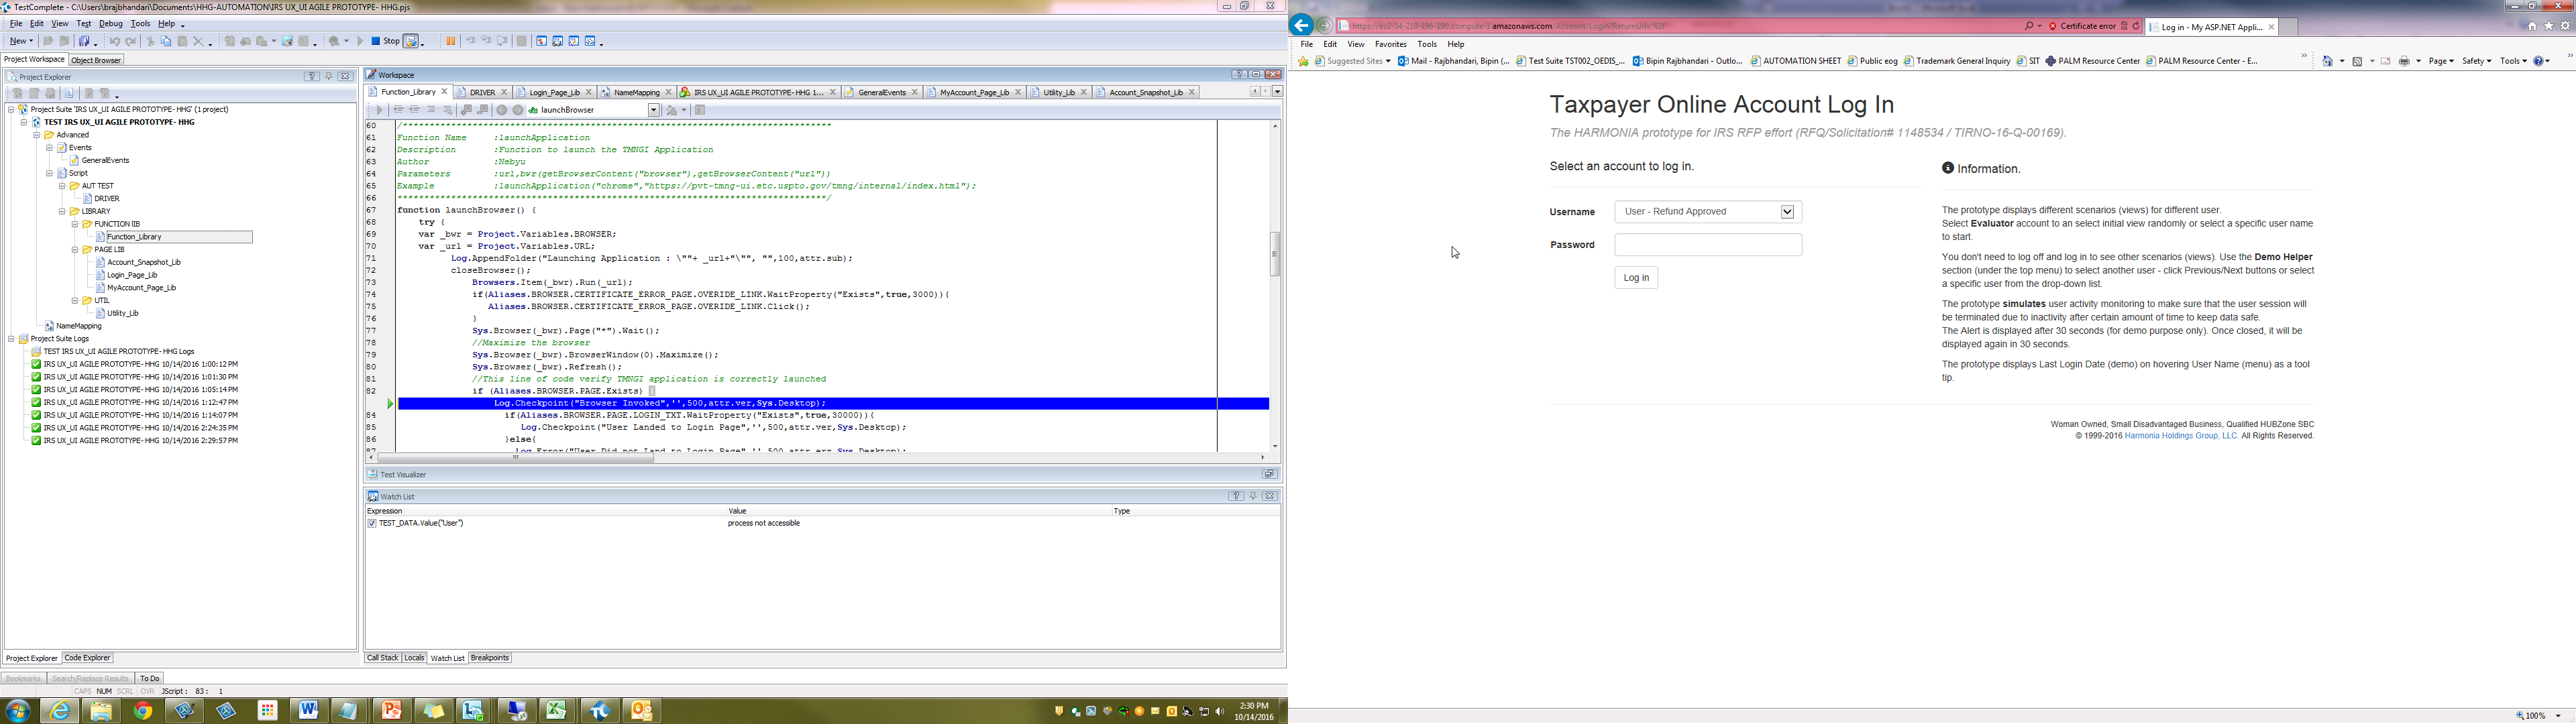 TestComplete - C:\Users\brajbhandari\Documents\HHG-AUTOMATION\IRS UX_UI AGILE PROTOTYPE- HHG.pjs
File Edit View Test Debug Tools Help
New Stop
Project Workspace Object Browser
Project Explorer
Project Suite 'IRS UX_UI AGILE PROTOTYPE- HHG' (1 project)
TEST IRS UX_UI AGILE PROTOTYPE- HHG
Advanced
Events
GeneralEvents
Script
AUT TEST
DRIVER
LIBRARY
FUNCTION lIB
Function_Library
PAGE LIB
Account_Snapshot_Lib
Login_Page_Lib
MyAccount_Page_Lib
UTIL
Utility_Lib
NameMapping
Project Suite Logs
TEST IRS UX_UI AGILE PROTOTYPE- HHG Logs
IRS UX_UI AGILE PROTOTYPE- HHG 10/14/2016 1:00:12 PM
IRS UX_UI AGILE PROTOTYPE- HHG 10/14/2016 1:01:30 PM
IRS UX_UI AGILE PROTOTYPE- HHG 10/14/2016 1:05:14 PM
IRS UX_UI AGILE PROTOTYPE- HHG 10/14/2016 1:12:47 PM
IRS UX_UI AGILE PROTOTYPE- HHG 10/14/2016 1:14:07 PM
IRS UX_UI AGILE PROTOTYPE- HHG 10/14/2016 2:24:35 PM
IRS UX_UI AGILE PROTOTYPE- HHG 10/14/2016 2:29:57 PM
Project Explorer Code Explorer
Workspace
Function_Library DRIVER Login_Page_Lib NameMapping IRS UX_UI AGILE PROTOTYPE- HHG 1... GeneralEvents MyAccount_Page_Lib Utility_Lib Account_Snapshot_Lib
launchBrowser
60 /********************************************************************************
61 Function Name :launchApplication
62 Description :Function to launch the TMNGI Application
63 Author :Nebyu
64 Parameters :url,bwr(getBrowserContent("browser"),getBrowserContent("url"))
65 Example :launchApplication("chrome","https://pvt-tmng-ui.etc.uspto.gov/tmng/internal/index.html");
66 ********************************************************************************/
67 function launchBrowser() {
68 try {
69 var _bwr = Project.Variables.BROWSER;
70 var _url = Project.Variables.URL;
71 Log.AppendFolder("Launching Application : \""+ _url+"\"", "",100,attr.sub);
72 closeBrowser();
73 Browsers.Item(_bwr).Run(_url);
74 if(Aliases.BROWSER.CERTIFICATE_ERROR_PAGE.OVERIDE_LINK.WaitProperty("Exists",true,3000)){
75 Aliases.BROWSER.CERTIFICATE_ERROR_PAGE.OVERIDE_LINK.Click();
76 }
77 Sys.Browser(_bwr).Page("*").Wait();
78 //Maximize the browser
79 Sys.Browser(_bwr).BrowserWindow(0).Maximize();
80 Sys.Browser(_bwr).Refresh();
81 //This line of code verify TMNGI application is correctly launched
82 if (Aliases.BROWSER.PAGE.Exists) {
Log.Checkpoint("Browser Invoked",'',500,attr.ver,Sys.Desktop);
84 if(Aliases.BROWSER.PAGE.LOGIN_TXT.WaitProperty("Exists",true,30000)){
85 Log.Checkpoint("User Landed to Login Page",'',500,attr.ver,Sys.Desktop);
86 }else{
87 Log.Error("User Did not Land to Login Page",'',500,attr.err,Sys.Desktop);
Test Visualizer
Watch List
Expression Value Type
TEST_DATA.Value("User") process not accessible
Call Stack Locals Watch List Breakpoints
Bookmarks Search/Replace Results To Do
CAPS NUM SCRL OVR JScript : 83 : 1
2:30 PM
10/14/2016
amazonaws.com/Account/Login?ReturnUrl=%2F Certificate error Log in - My ASP.NET Appli...
File Edit View Favorites Tools Help
Suggested Sites Mail - Rajbhandari, Bipin (... Test Suite TST002_OEDIS_... Bipin Rajbhandari - Outlo... AUTOMATION SHEET Public eog Trademark General Inquiry SIT PALM Resource Center PALM Resource Center - E... Page Safety Tools
Taxpayer Online Account Log In
The HARMONIA prototype for IRS RFP effort (RFQ/Solicitation# 1148534 / TIRNO-16-Q-00169).
Select an account to log in.
Username User - Refund Approved
Password
Log in
Information.
The prototype displays different scenarios (views) for different user.
Select Evaluator account to an select initial view randomly or select a specific user name
to start.
You don't need to log off and log in to see other scenarios (views). Use the Demo Helper
section (under the top menu) to select another user - click Previous/Next buttons or select
a specific user from the drop-down list.
The prototype simulates user activity monitoring to make sure that the user session will
be terminated due to inactivity after certain amount of time to keep data safe.
The Alert is displayed after 30 seconds (for demo purpose only). Once closed, it will be
displayed again in 30 seconds.
The prototype displays Last Login Date (demo) on hovering User Name (menu) as a tool
tip.
Woman Owned, Small Disadvantaged Business, Qualified HUBZone SBC
© 1999-2016 Harmonia Holdings Group, LLC. All Rights Reserved.
100%